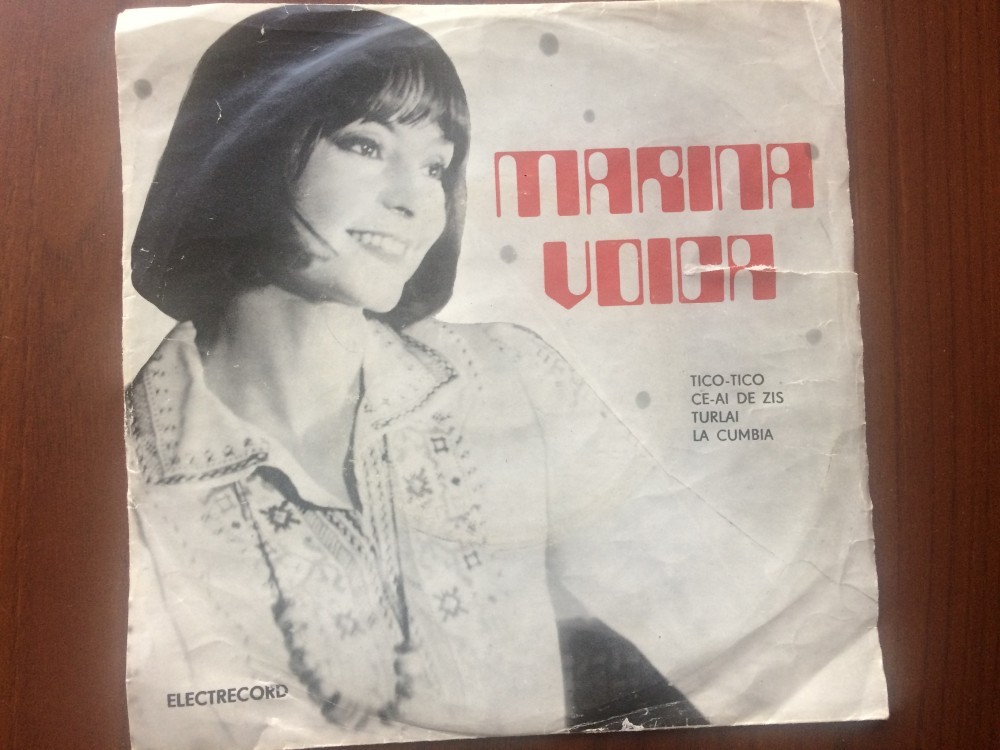 MARINA
VOICA
TICO-TICO
CE-AI DE ZIS
TURLAI
LA CUMBIA
ELECTRECORD